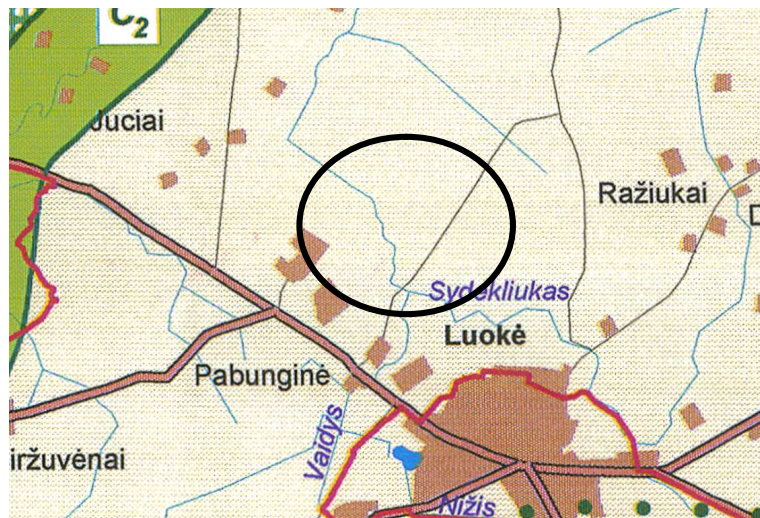 C2
Juciai
Ražiukai
Sydekliukas
Luokė
Pabunginė
Vaidys
iržuvėnai
Nižis